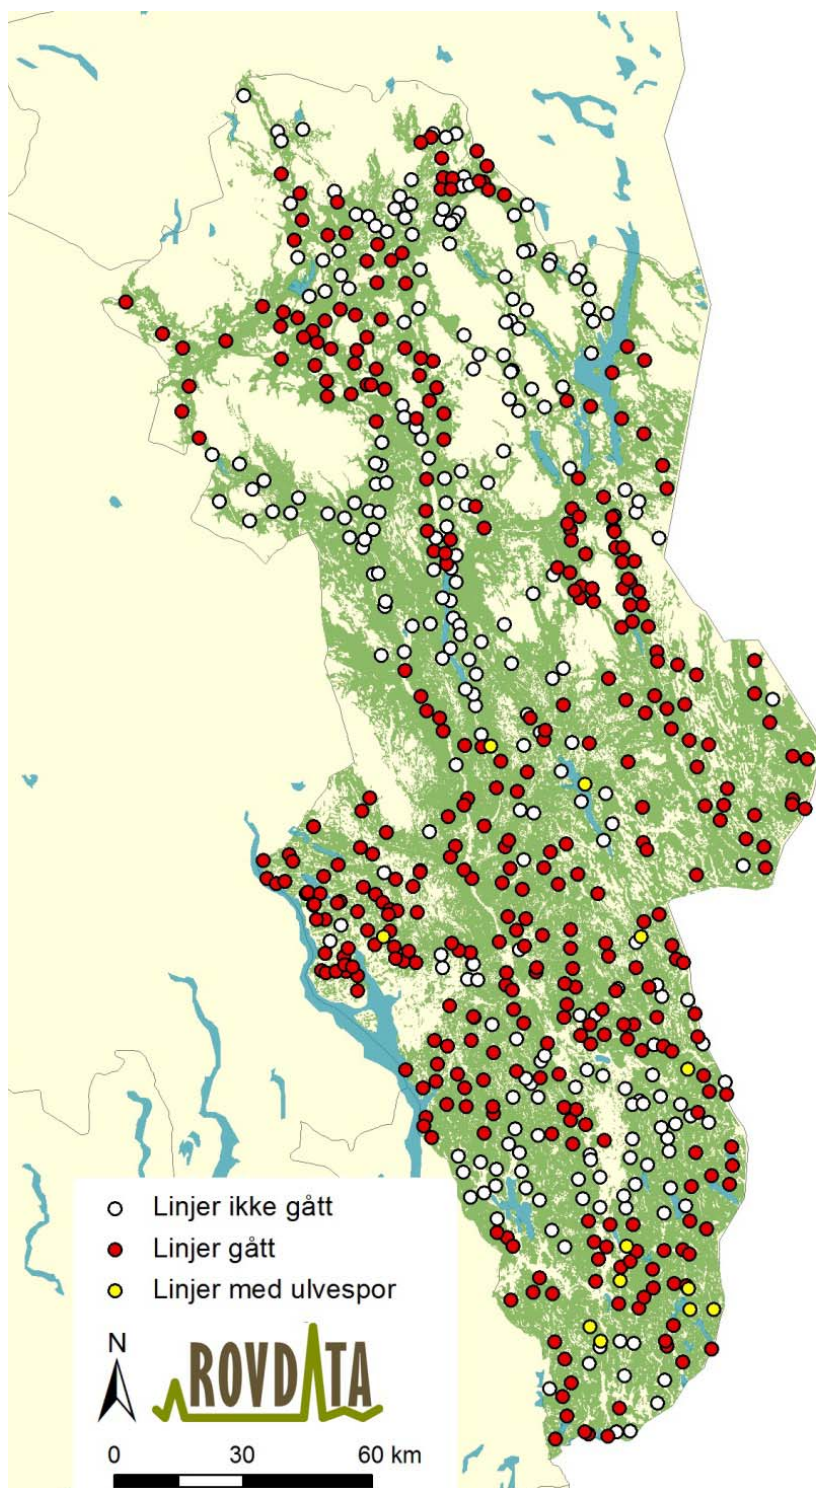 Linjer ikke gått
Linjer gått
Linjer med ulvespor
N
ROVDATA
0 30 60 km